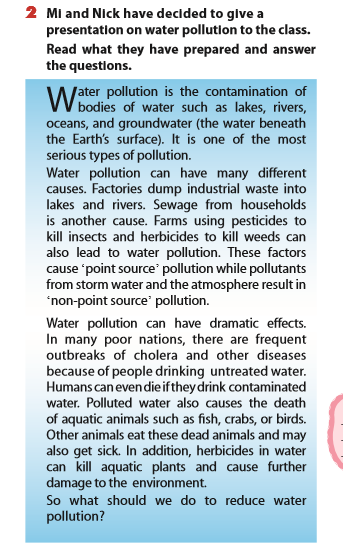 2 Mi and Nick have decided to give a
presentation on water pollution to the class.
Read what they have prepared and answer
the questions.
Water pollution is the contamination of
bodies of water such as lakes, rivers,
oceans, and groundwater (the water beneath
the Earth's surface). It is one of the most
serious types of pollution.
Water pollution can have many different
causes. Factories dump industrial waste into
lakes and rivers. Sewage from households
is another cause. Farms using pesticides to
kill insects and herbicides to kill weeds can
also lead to water pollution. These factors
cause 'point source' pollution while pollutants
from storm water and the atmosphere result in
'non-point source' pollution.
Water pollution can have dramatic effects.
In many poor nations, there are frequent
outbreaks of cholera and other diseases
because of people drinking untreated water.
Humans can even die if they drink contaminated
water. Polluted water also causes the death
of aquatic animals such as fish, crabs, or birds.
Other animals eat these dead animals and may
also get sick. In addition, herbicides in water
can kill aquatic plants and cause further
damage to the environment.
So what should we do to reduce water
pollution?